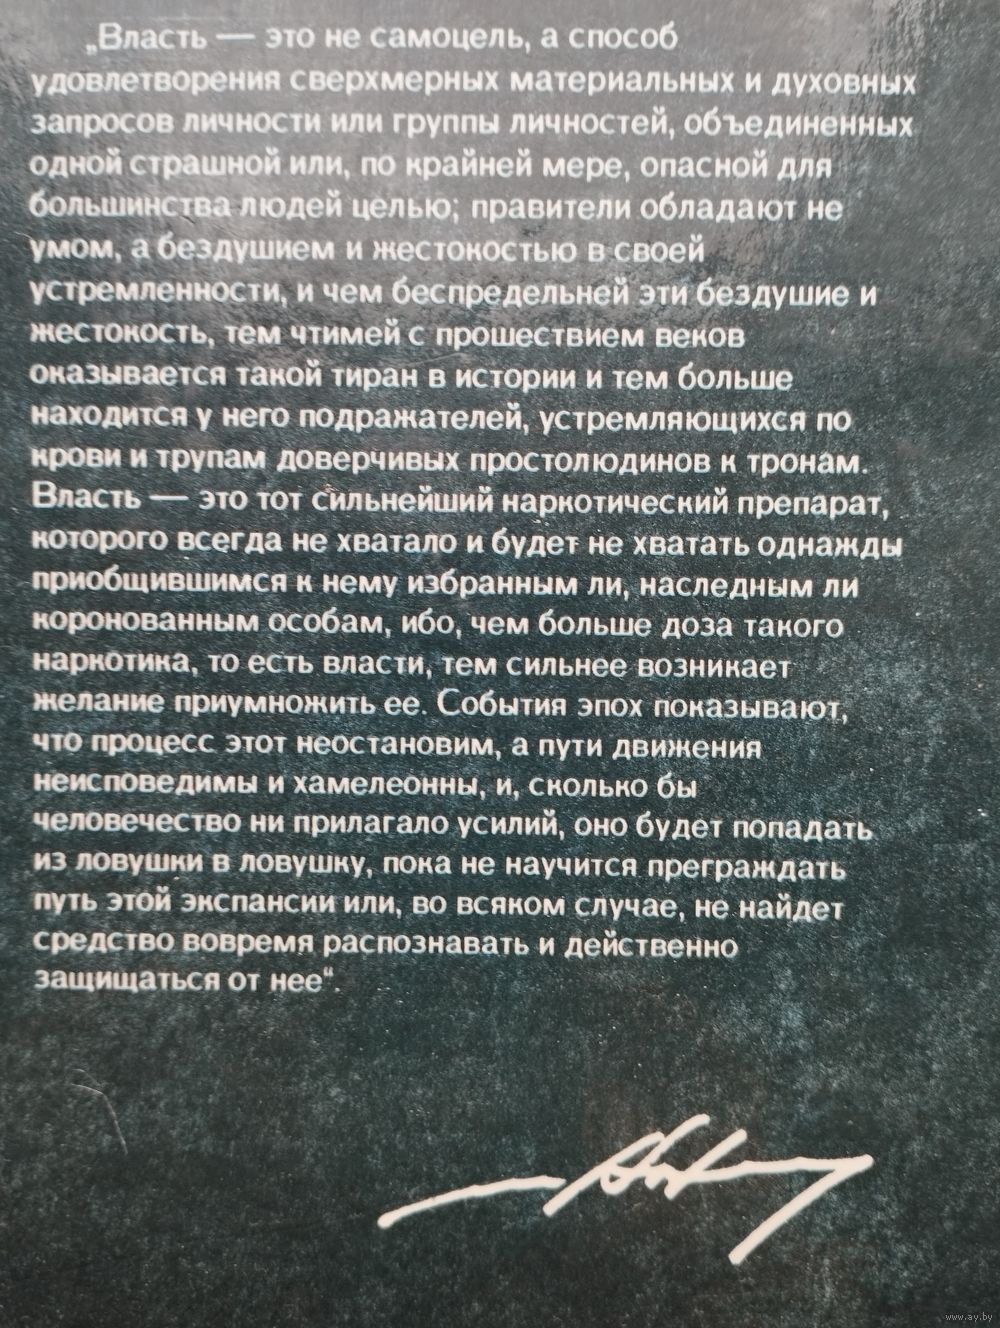 „Власть — это не самоцель, а способ
удовлетворения сверхмерных материальных и духовных
запросов личности или группы личностей, объединенных
одной страшной или, по крайней мере, опасной для
большинства людей целью; правители обладают не
умом, а бездушием и жестокостью в своей
устремленности, и чем беспредельней эти бездушие и
жестокость, тем чтимей с прошествием веков
оказывается такой тиран в истории и тем больше
находится у него подражателей, устремляющихся по
крови и трупам доверчивых простолюдинов к тронам.
Власть — это тот сильнейший наркотический препарат,
которого всегда не хватало и будет не хватать однажды
приобщившимся к нему избранным ли, наследным ли
коронованным особам, ибо, чем больше доза такого
наркотика, то есть власти, тем сильнее возникает
желание приумножить ее. События эпох показывают,
что процесс этот неостановим, а пути движения
неисповедимы и хамелеонны, и, сколько бы
человечество ни прилагало усилий, оно будет попадать
из ловушки в ловушку, пока не научится преграждать
путь этой экспансии или, во всяком случае, не найдет
средство вовремя распознавать и действенно
защищаться от нее“.
www.ay.by